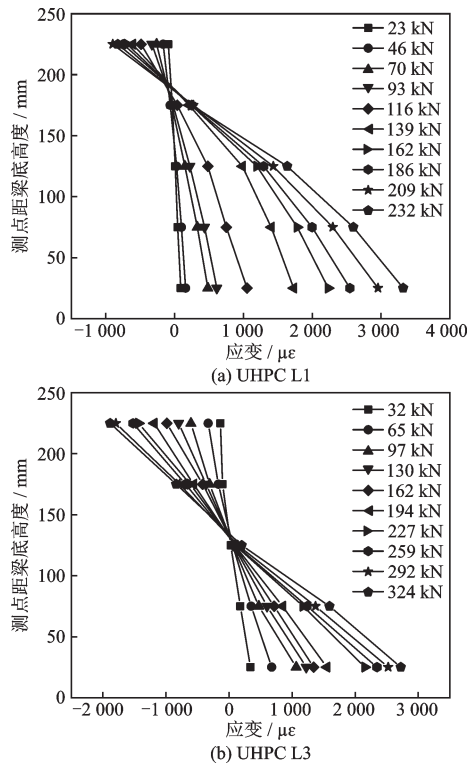 250
200
150
100
50
0
测点距梁底高度 / mm
23 kN
46 kN
70 kN
93 kN
116 kN
139 kN
162 kN
186 kN
209 kN
232 kN
-1 000 0 1 000 2 000 3 000 4 000
应变 / με
(a) UHPC L1
250
200
150
100
50
0
测点距梁底高度 / mm
32 kN
65 kN
97 kN
130 kN
162 kN
194 kN
227 kN
259 kN
292 kN
324 kN
-2 000 -1 000 0 1 000 2 000 3 000
应变 / με
(b) UHPC L3